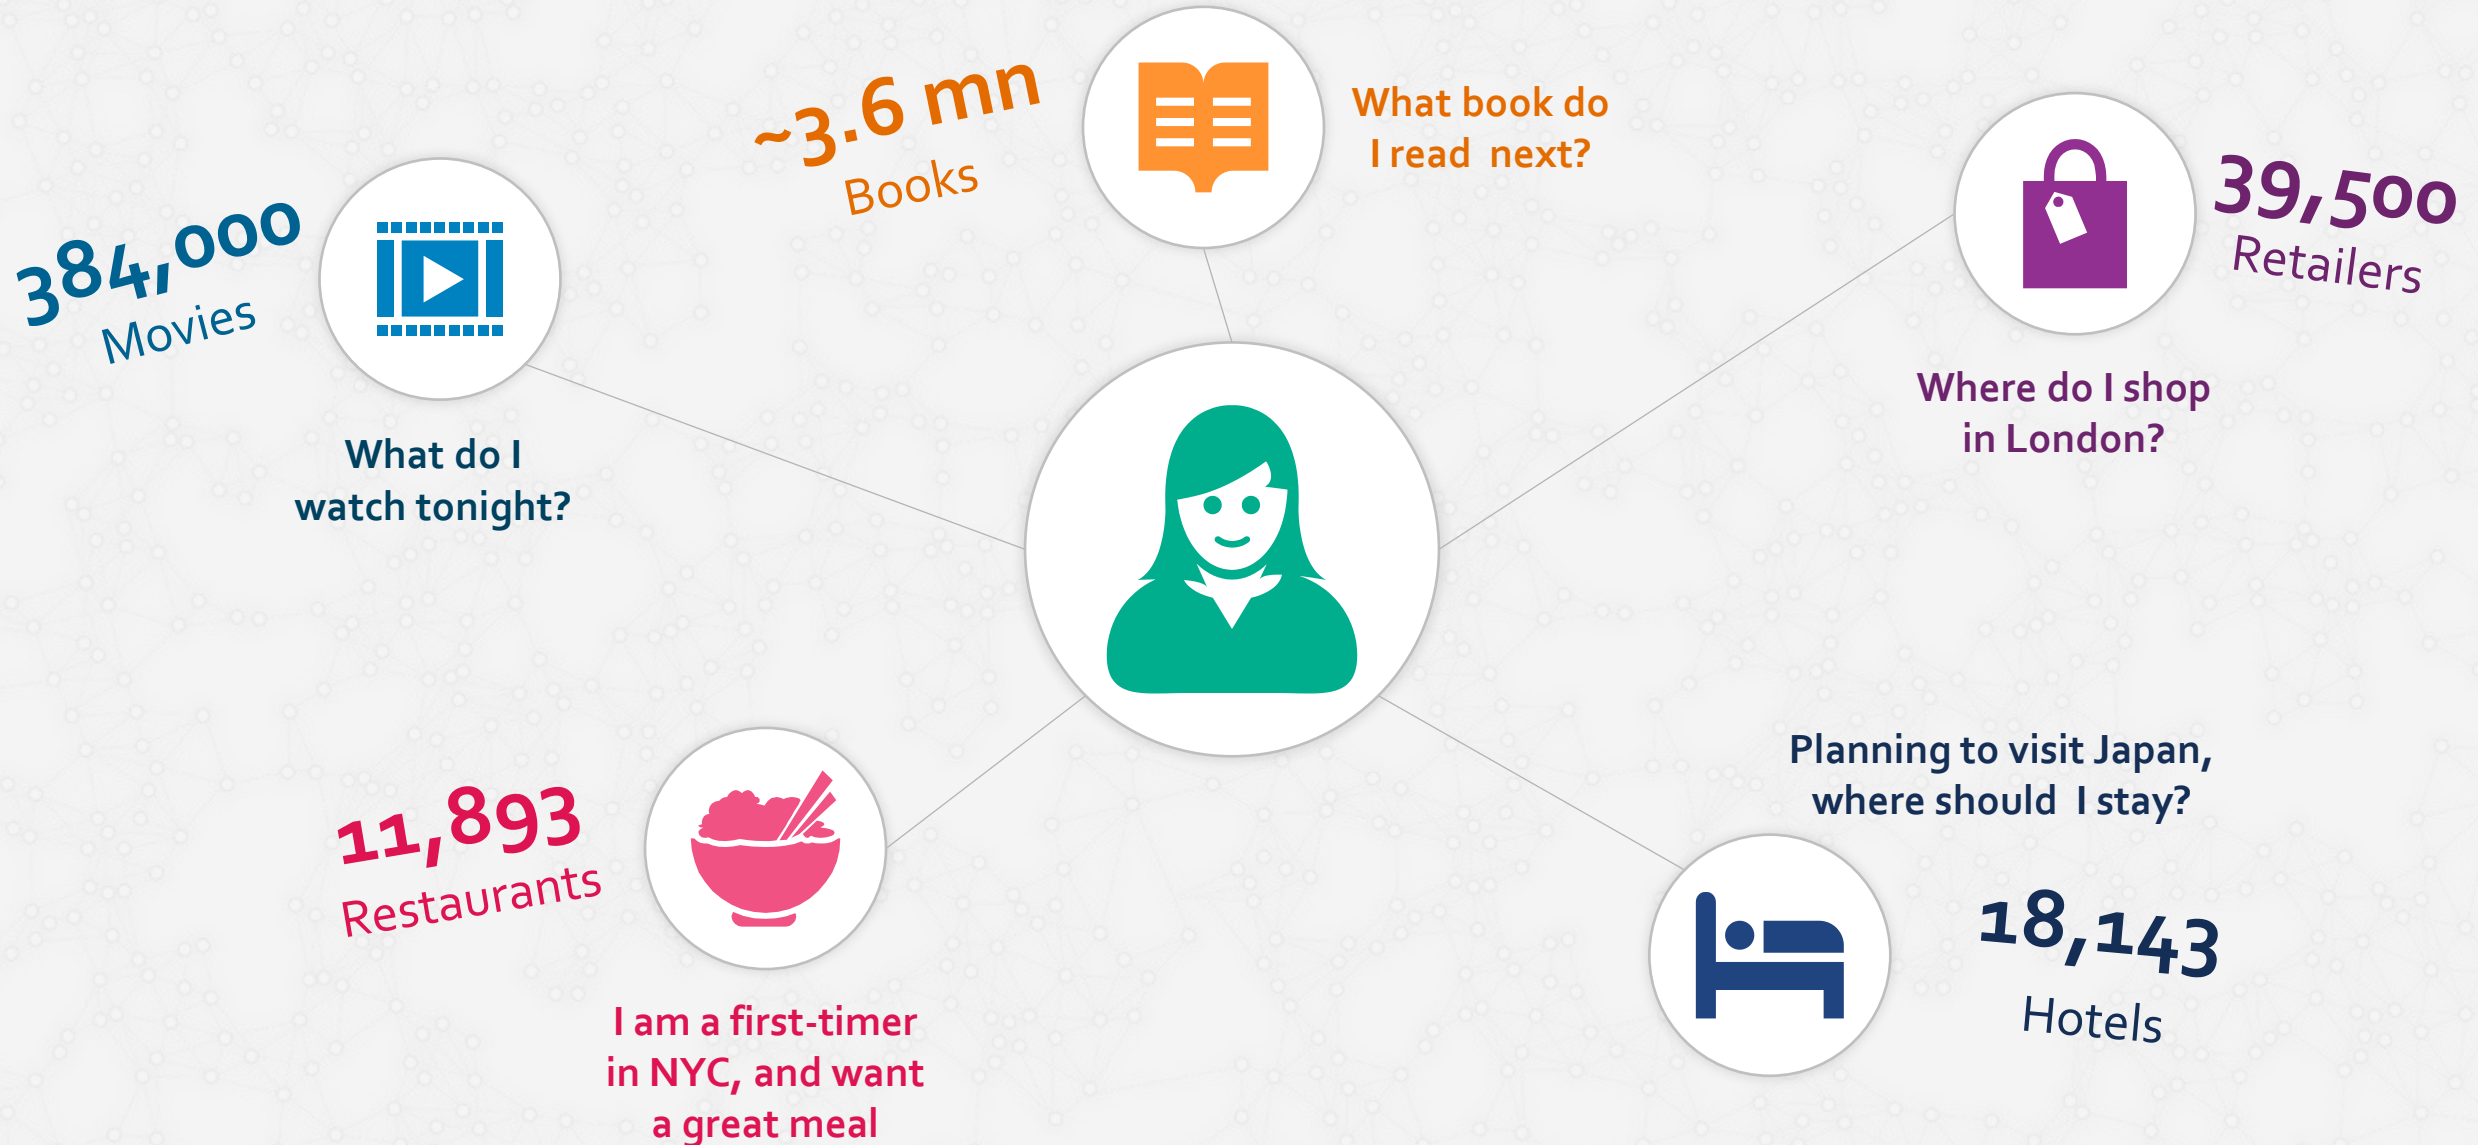 ~3.6 mn
Books
What book do
I read next?
384,000
Movies
What do I
watch tonight?
39,500
Retailers
Where do I shop
in London?
11,893
Restaurants
I am a first-timer
in NYC, and want
a great meal
Planning to visit Japan,
where should I stay?
18,143
Hotels